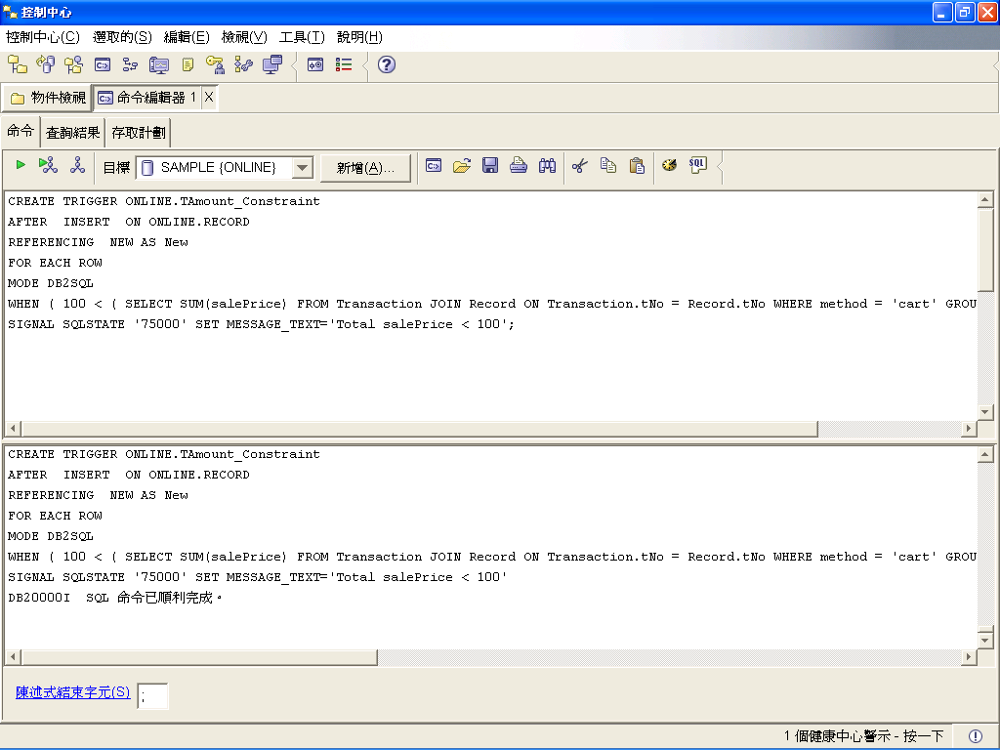 控制中心
控制中心(C) 選取的(S) 編輯(E) 檢視(V) 工具(T) 說明(H)
物件檢視 命令編輯器 1 X
命令 查詢結果 存取計劃
目標 SAMPLE {ONLINE} 新增(A)... SQL
CREATE TRIGGER ONLINE.TAmount_Constraint
AFTER  INSERT  ON ONLINE.RECORD
REFERENCING  NEW AS New
FOR EACH ROW
MODE DB2SQL
WHEN ( 100 < ( SELECT SUM(salePrice) FROM Transaction JOIN Record ON Transaction.tNo = Record.tNo WHERE method = 'cart' GROU
SIGNAL SQLSTATE '75000' SET MESSAGE_TEXT='Total salePrice < 100';
CREATE TRIGGER ONLINE.TAmount_Constraint
AFTER  INSERT  ON ONLINE.RECORD
REFERENCING  NEW AS New
FOR EACH ROW
MODE DB2SQL
WHEN ( 100 < ( SELECT SUM(salePrice) FROM Transaction JOIN Record ON Transaction.tNo = Record.tNo WHERE method = 'cart' GROU
SIGNAL SQLSTATE '75000' SET MESSAGE_TEXT='Total salePrice < 100'
DB20000I  SQL 命令已順利完成。
陳述式結束字元(S) ;
1 個健康中心警示 - 按一下